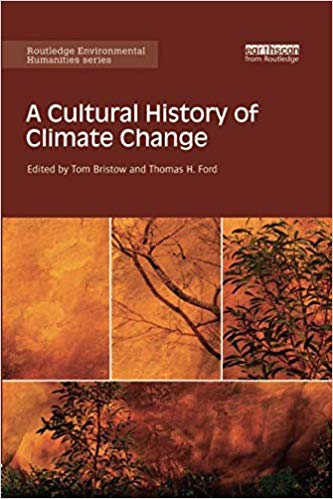 Routledge Environmental
Humanities series
earthscan
from Routledge
A Cultural History of
Climate Change
Edited by Tom Bristow and Thomas H. Ford